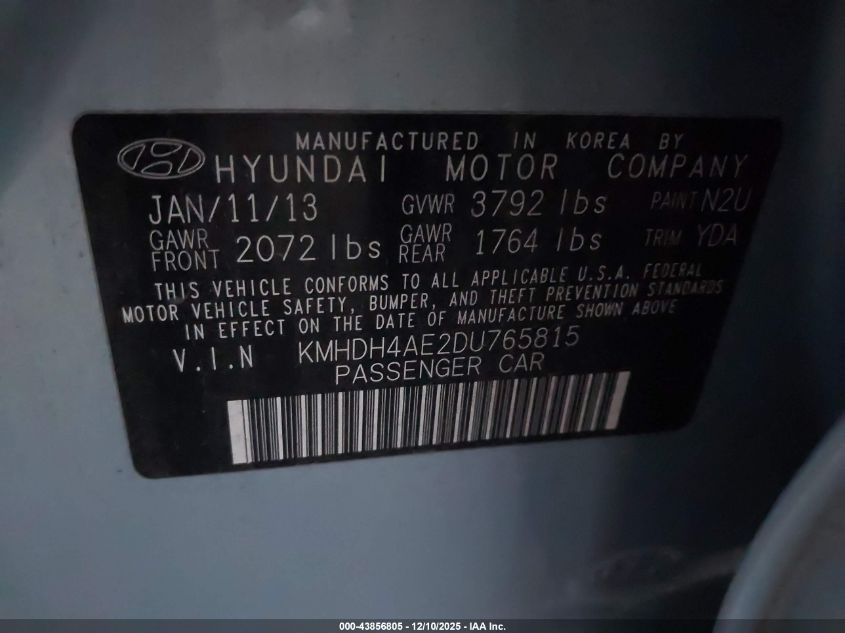 MANUFACTURED IN KOREA BY
HYUNDAI MOTOR COMPANY
JAN/11/13 GVWR 3792 lbs PAINT N2U
GAWR FRONT 2072 lbs GAWR REAR 1764 lbs TRIM YDA
THIS VEHICLE CONFORMS TO ALL APPLICABLE U.S.A. FEDERAL
MOTOR VEHICLE SAFETY, BUMPER, AND THEFT PREVENTION STANDARDS
IN EFFECT ON THE DATE OF MANUFACTURE SHOWN ABOVE
V.I.N KMHDH4AE2DU765815
PASSENGER CAR
000-43856805 - 12/10/2025 - IAA Inc.